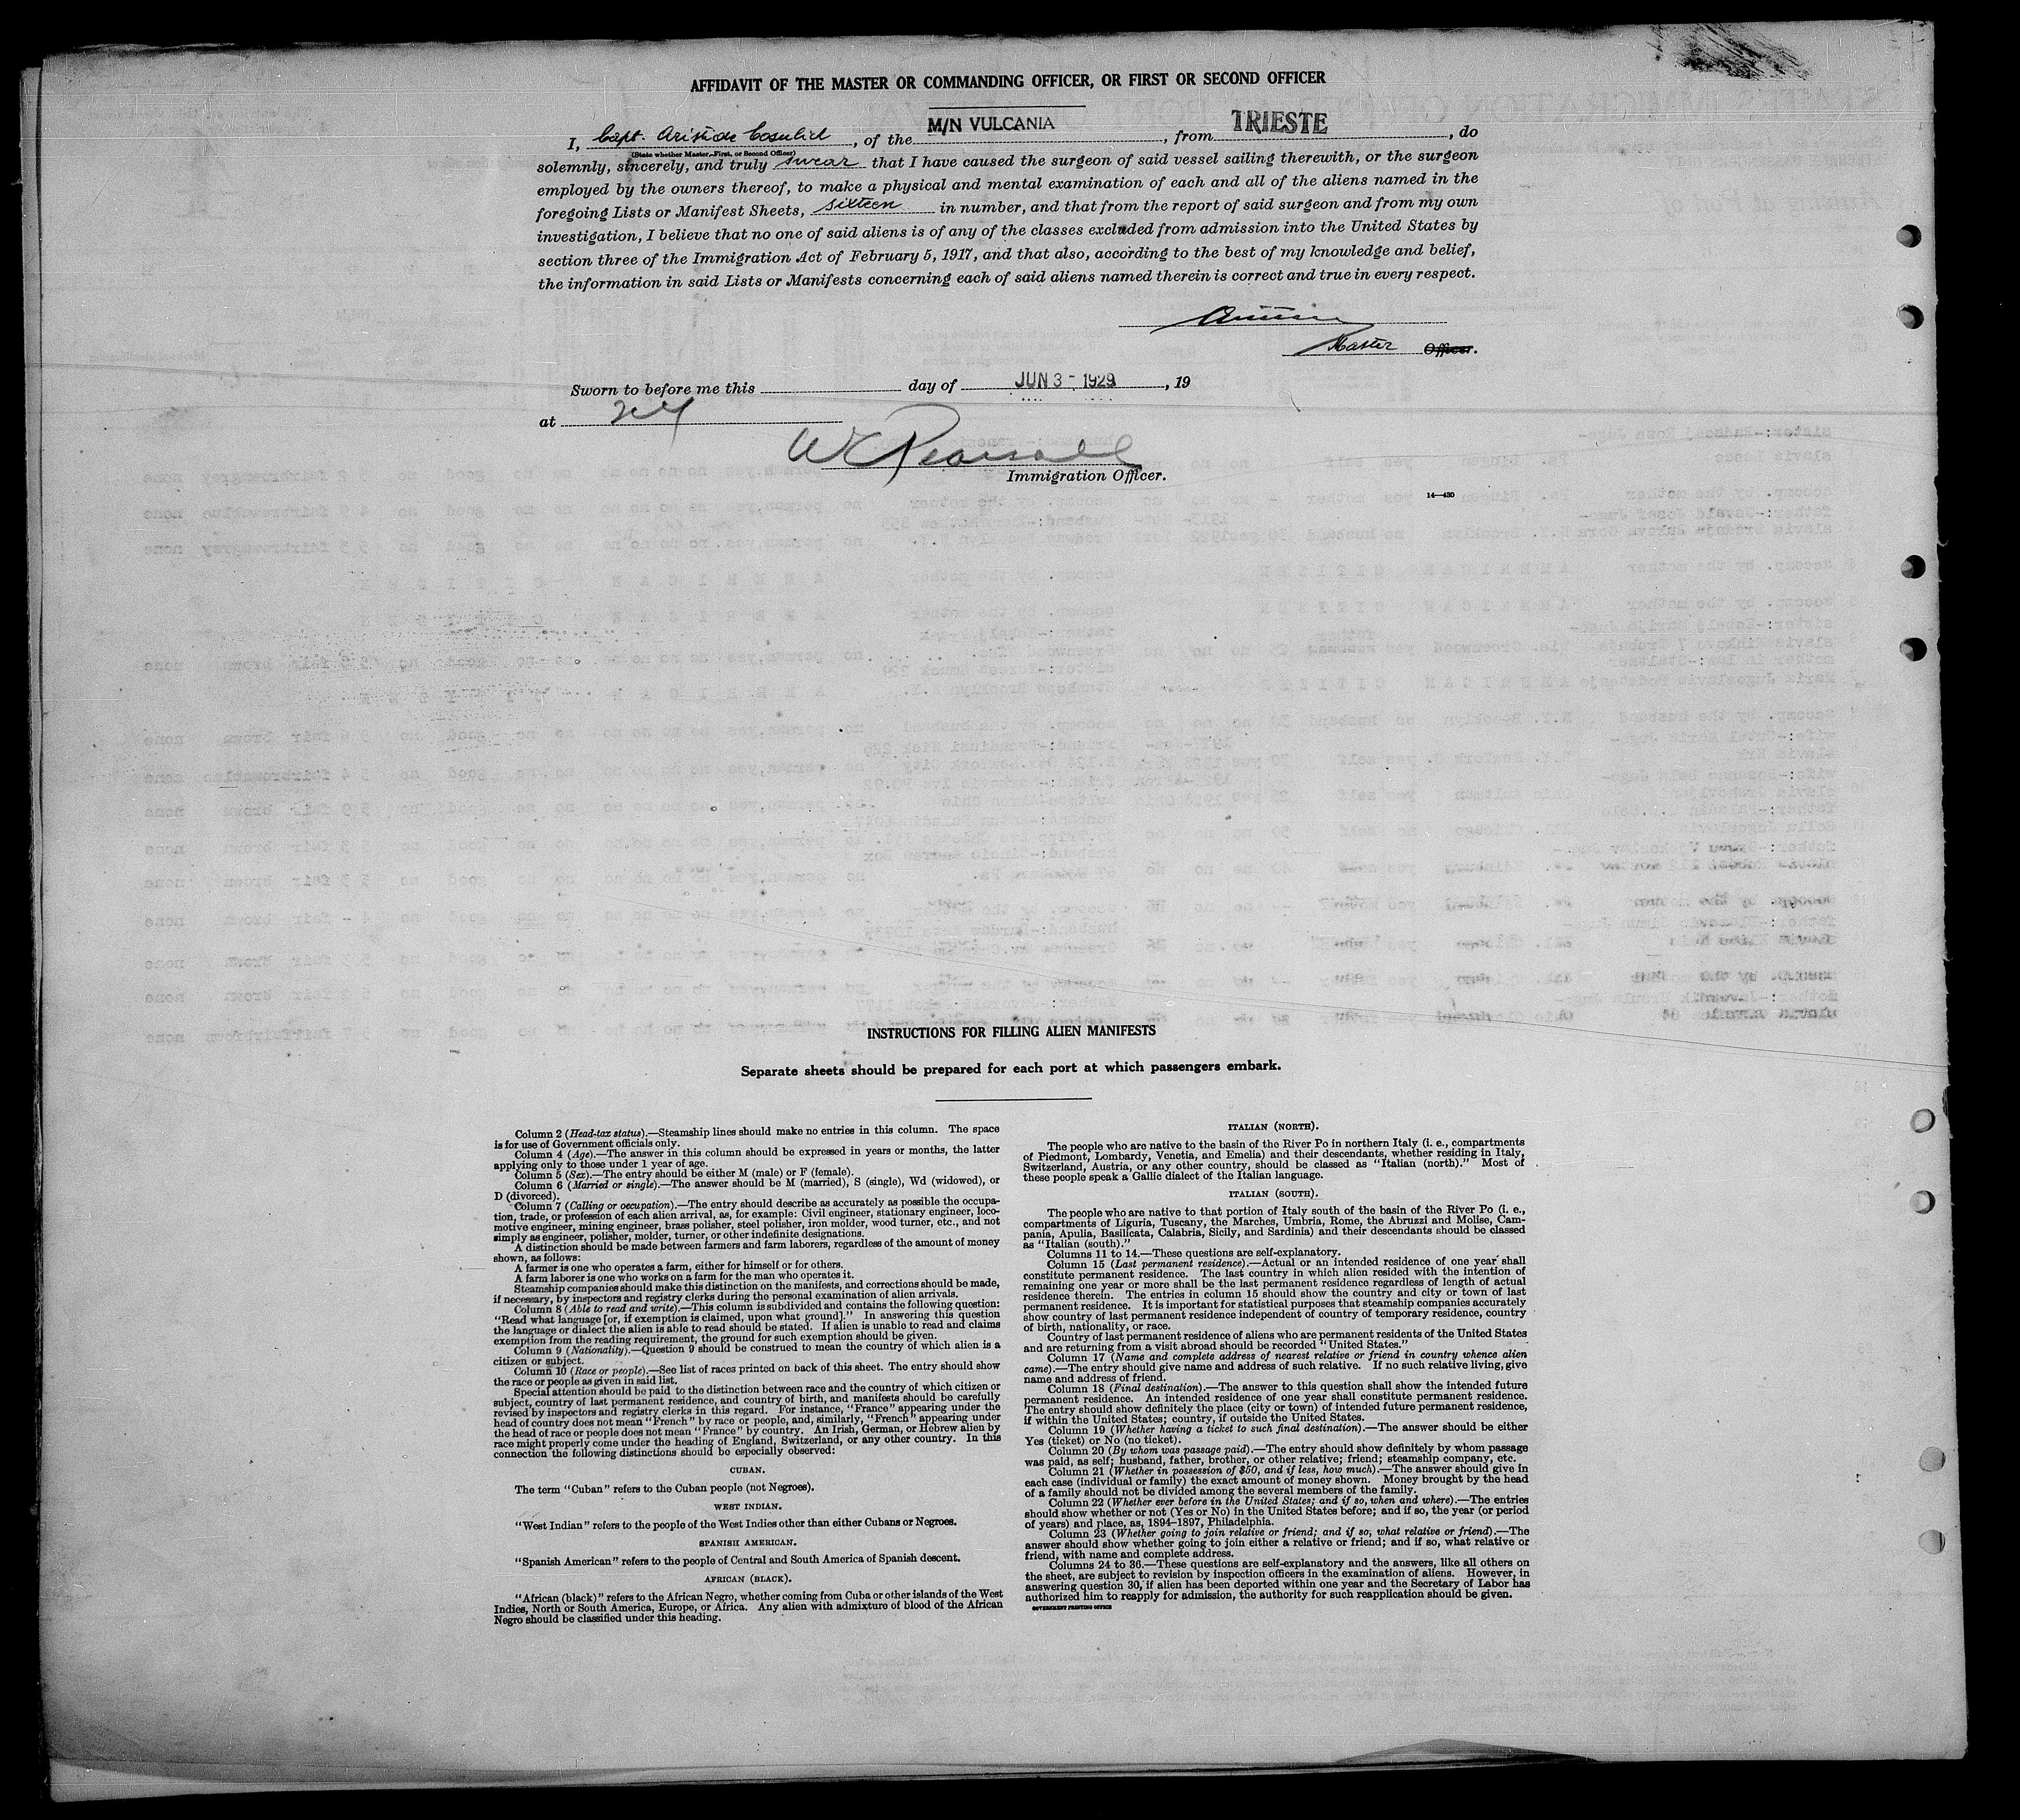 AFFIDAVIT OF THE MASTER OR COMMANDING OFFICER, OR FIRST OR SECOND OFFICER
I, Capt. Aristide Cosulich, of the M/N VULCANIA, from TRIESTE, do
(State whether Master, First, or Second Officer)
solemnly, sincerely, and truly swear that I have caused the surgeon of said vessel sailing therewith, or the surgeon
employed by the owners thereof, to make a physical and mental examination of each and all of the aliens named in the
foregoing Lists or Manifest Sheets, sixteen in number, and that from the report of said surgeon and from my own
investigation, I believe that no one of said aliens is of any of the classes excluded from admission into the United States by
section three of the Immigration Act of February 5, 1917, and that also, according to the best of my knowledge and belief,
the information in said Lists or Manifests concerning each of said aliens named therein is correct and true in every respect.
Master Officer.
Sworn to before me this day of JUN 3 - 1929, 19
at NY
W Pearsall
Immigration Officer.
14—430
INSTRUCTIONS FOR FILLING ALIEN MANIFESTS
Separate sheets should be prepared for each port at which passengers embark.
Column 2 (Head-tax status).—Steamship lines should make no entries in this column. The space
is for use of Government officials only.
Column 4 (Age).—The answer in this column should be expressed in years or months, the latter
applying only to those under 1 year of age.
Column 5 (Sex).—The entry should be either M (male) or F (female).
Column 6 (Married or single).—The answer should be M (married), S (single), Wd (widowed), or
D (divorced).
Column 7 (Calling or occupation).—The entry should describe as accurately as possible the occupa-
tion, trade, or profession of each alien arrival, as, for example: Civil engineer, stationary engineer, loco-
motive engineer, mining engineer, brass polisher, steel polisher, iron molder, wood turner, etc., and not
simply as engineer, polisher, molder, turner, or other indefinite designations.
A distinction should be made between farmers and farm laborers, regardless of the amount of money
shown, as follows:
A farmer is one who operates a farm, either for himself or for others.
A farm laborer is one who works on a farm for the man who operates it.
Steamship companies should make this distinction on the manifests, and corrections should be made,
if necessary, by inspectors and registry clerks during the personal examination of alien arrivals.
Column 8 (Able to read and write).—This column is subdivided and contains the following question:
"Read what language [or, if exemption is claimed, upon what ground]." In answering this question
the language or dialect the alien is able to read should be stated. If alien is unable to read and claims
exemption from the reading requirement, the ground for such exemption should be given.
Column 9 (Nationality).—Question 9 should be construed to mean the country of which alien is a
citizen or subject.
Column 10 (Race or people).—See list of races printed on back of this sheet. The entry should show
the race or people as given in said list.
Special attention should be paid to the distinction between race and the country of which citizen or
subject, country of last permanent residence, and country of birth, and manifests should be carefully
revised by inspectors and registry clerks in this regard. For instance, "France" appearing under the
head of country does not mean "French" by race or people, and, similarly, "French" appearing under
the head of race or people does not mean "France" by country. An Irish, German, or Hebrew alien by
race might properly come under the heading of England, Switzerland, or any other country. In this
connection the following distinctions should be especially observed:
CUBAN.
The term "Cuban" refers to the Cuban people (not Negroes).
WEST INDIAN.
"West Indian" refers to the people of the West Indies other than either Cubans or Negroes.
SPANISH AMERICAN.
"Spanish American" refers to the people of Central and South America of Spanish descent.
AFRICAN (BLACK).
"African (black)" refers to the African Negro, whether coming from Cuba or other islands of the West
Indies, North or South America, Europe, or Africa. Any alien with admixture of blood of the African
Negro should be classified under this heading.
ITALIAN (NORTH).
The people who are native to the basin of the River Po in northern Italy (i. e., compartments
of Piedmont, Lombardy, Venetia, and Emelia) and their descendants, whether residing in Italy,
Switzerland, Austria, or any other country, should be classed as "Italian (north)." Most of
these people speak a Gallic dialect of the Italian language.
ITALIAN (SOUTH).
The people who are native to that portion of Italy south of the basin of the River Po (i. e.,
compartments of Liguria, Tuscany, the Marches, Umbria, Rome, the Abruzzi and Molise, Cam-
pania, Apulia, Basilicata, Calabria, Sicily, and Sardinia) and their descendants should be classed
as "Italian (south)."
Columns 11 to 14.—These questions are self-explanatory.
Column 15 (Last permanent residence).—Actual or an intended residence of one year shall
constitute permanent residence. The last country in which alien resided with the intention of
remaining one year or more shall be the last permanent residence regardless of length of actual
residence therein. The entries in column 15 should show the country and city or town of last
permanent residence. It is important for statistical purposes that steamship companies accurately
show country of last permanent residence independent of country of temporary residence, country
of birth, nationality, or race.
Country of last permanent residence of aliens who are permanent residents of the United States
and are returning from a visit abroad should be recorded "United States."
Column 17 (Name and complete address of nearest relative or friend in country whence alien
came).—The entry should give name and address of such relative. If no such relative living, give
name and address of friend.
Column 18 (Final destination).—The answer to this question shall show the intended future
permanent residence. An intended residence of one year shall constitute permanent residence.
The entry should show definitely the place (city or town) of intended future permanent residence,
if within the United States; country, if outside the United States.
Column 19 (Whether having a ticket to such final destination).—The answer should be either
Yes (ticket) or No (no ticket).
Column 20 (By whom was passage paid).—The entry should show definitely by whom passage
was paid, as self; husband, father, brother, or other relative; friend; steamship company, etc.
Column 21 (Whether in possession of $50, and if less, how much).—The answer should give in
each case (individual or family) the exact amount of money shown. Money brought by the head
of a family should not be divided among the several members of the family.
Column 22 (Whether ever before in the United States; and if so, when and where).—The entries
should show whether or not (Yes or No) in the United States before; and if so, the year (or period
of years) and place, as, 1894-1897, Philadelphia.
Column 23 (Whether going to join relative or friend; and if so, what relative or friend).—The
answer should show whether going to join either a relative or friend; and if so, what relative or
friend, with name and complete address.
Columns 24 to 36.—These questions are self-explanatory and the answers, like all others on
the sheet, are subject to revision by inspection officers in the examination of aliens. However, in
answering question 30, if alien has been deported within one year and the Secretary of Labor has
authorized him to reapply for admission, the authority for such reapplication should be given.
GOVERNMENT PRINTING OFFICE